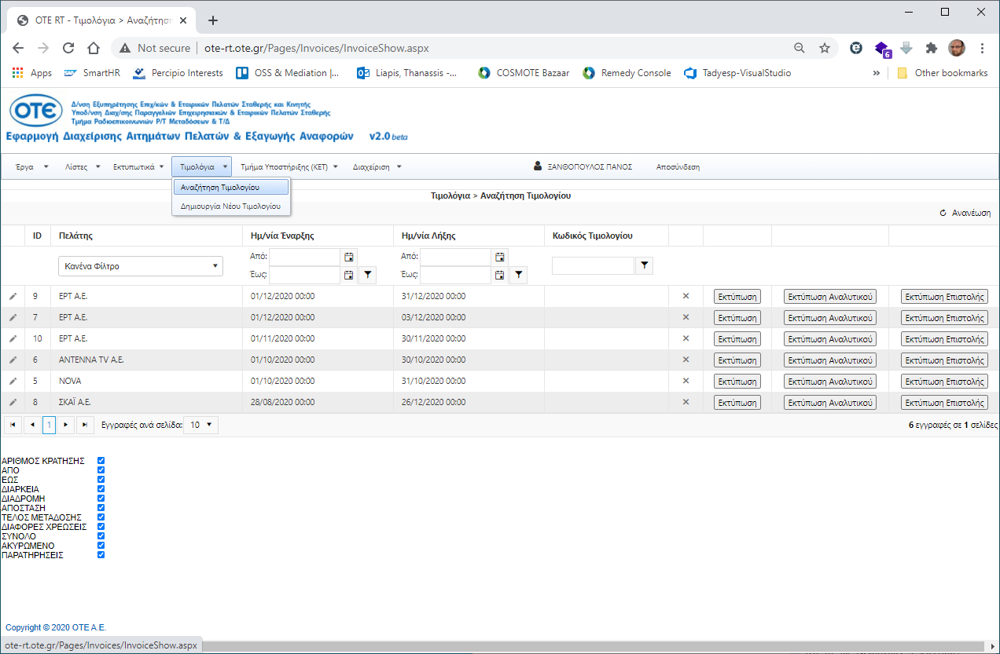 OTE RT - Τιμολόγια > Αναζήτηση
Not secure | ote-rt.ote.gr/Pages/Invoices/InvoiceShow.aspx
6
Apps SmartHR Percipio Interests OSS & Mediation |... Liapis, Thanassis -... COSMOTE Bazaar Remedy Console Tadyesp-VisualStudio » Other bookmarks
ΟΤΕ
Δ/νση Εξυπηρέτησης Επιχ/κών & Εταιρικών Πελατών Σταθερής και Κινητής
Υποδ/νση Διαχ/σης Παραγγελιών Επιχειρησιακών & Εταιρικών Πελατών Σταθερής
Τμήμα Ραδιοεπικοινωνιών Ρ/Τ Μεταδόσεων & Τ/Δ
Εφαρμογή Διαχείρισης Αιτημάτων Πελατών & Εξαγωγής Αναφορών v2.0 beta
Έργα Λίστες Εκτυπωτικά Τιμολόγια Τμήμα Υποστήριξης (ΚΕΤ) Διαχείριση ΞΑΝΘΟΠΟΥΛΟΣ ΠΑΝΟΣ Αποσύνδεση
Αναζήτηση Τιμολογίου
Δημιουργία Νέου Τιμολογίου
Τιμολόγια > Αναζήτηση Τιμολογίου
Ανανέωση
ID Πελάτης Ημ/νία Έναρξης Ημ/νία Λήξης Κωδικός Τιμολογίου
Κανένα Φίλτρο
Από: Από:
Έως: Έως:
9 ΕΡΤ Α.Ε. 01/12/2020 00:00 31/12/2020 00:00 Εκτύπωση Εκτύπωση Αναλυτικού Εκτύπωση Επιστολής
7 ΕΡΤ Α.Ε. 01/12/2020 00:00 03/12/2020 00:00 Εκτύπωση Εκτύπωση Αναλυτικού Εκτύπωση Επιστολής
10 ΕΡΤ Α.Ε. 01/11/2020 00:00 30/11/2020 00:00 Εκτύπωση Εκτύπωση Αναλυτικού Εκτύπωση Επιστολής
6 ANTENNA TV Α.Ε. 01/10/2020 00:00 30/10/2020 00:00 Εκτύπωση Εκτύπωση Αναλυτικού Εκτύπωση Επιστολής
5 NOVA 01/10/2020 00:00 31/10/2020 00:00 Εκτύπωση Εκτύπωση Αναλυτικού Εκτύπωση Επιστολής
8 ΣΚΑΪ Α.Ε. 28/08/2020 00:00 26/12/2020 00:00 Εκτύπωση Εκτύπωση Αναλυτικού Εκτύπωση Επιστολής
1 Εγγραφές ανά σελίδα: 10 6 εγγραφές σε 1 σελίδες
ΑΡΙΘΜΟΣ ΚΡΑΤΗΣΗΣ
ΑΠΟ
ΕΩΣ
ΔΙΑΡΚΕΙΑ
ΔΙΑΔΡΟΜΗ
ΑΠΟΣΤΑΣΗ
ΤΕΛΟΣ ΜΕΤΑΔΟΣΗΣ
ΔΙΑΦΟΡΕΣ ΧΡΕΩΣΕΙΣ
ΣΥΝΟΛΟ
ΑΚΥΡΩΜΕΝΟ
ΠΑΡΑΤΗΡΗΣΕΙΣ
Copyright © 2020 ΟΤΕ Α.Ε.
ote-rt.ote.gr/Pages/Invoices/InvoiceShow.aspx